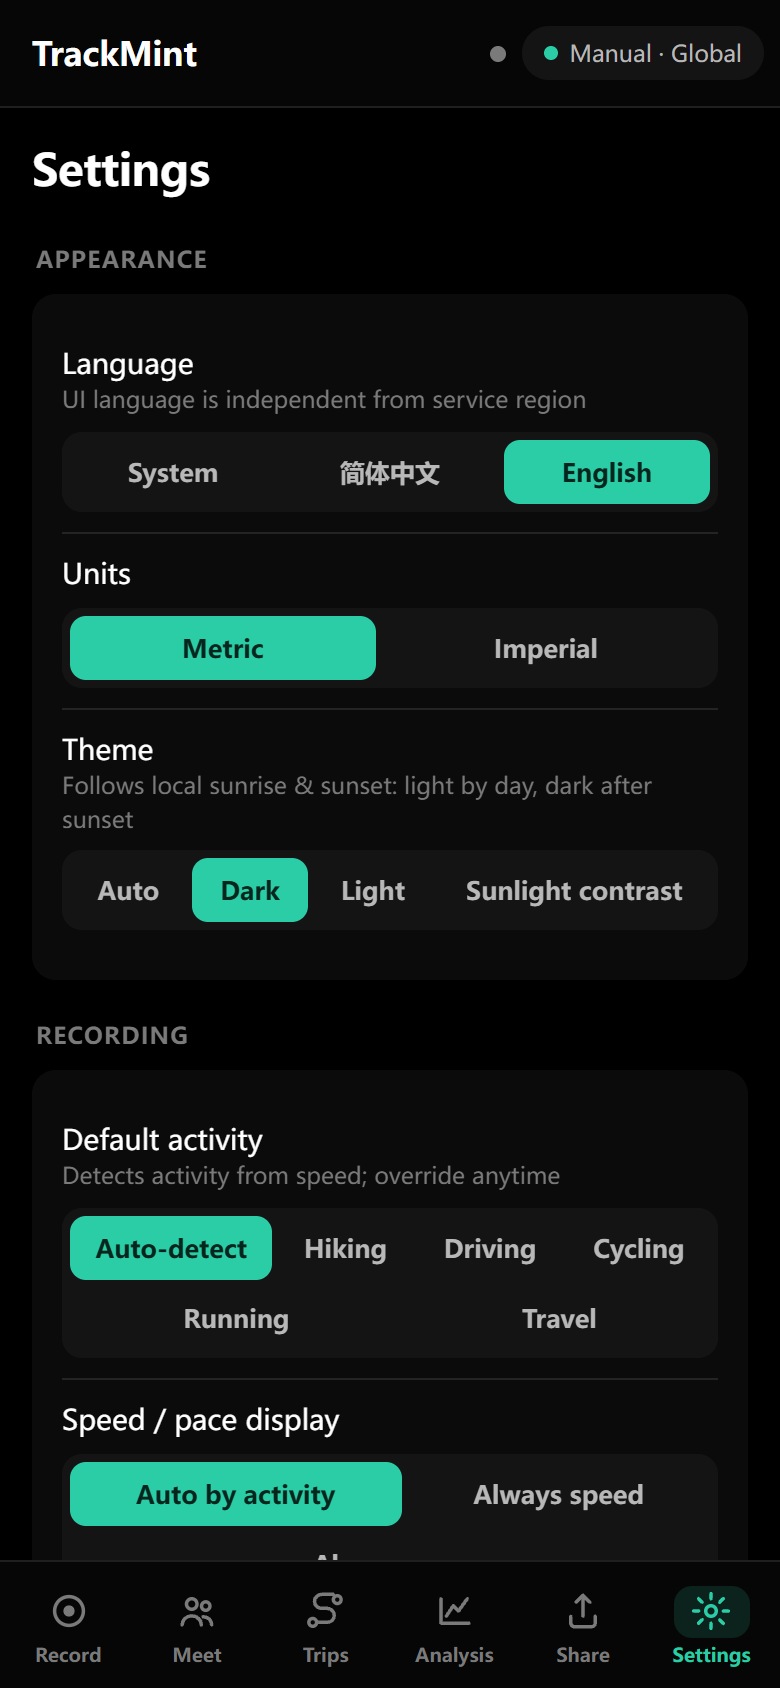 TrackMint
Manual · Global
Settings
APPEARANCE
Language
UI language is independent from service region
System 简体中文 English
Units
Metric Imperial
Theme
Follows local sunrise & sunset: light by day, dark after
sunset
Auto Dark Light Sunlight contrast
RECORDING
Default activity
Detects activity from speed; override anytime
Auto-detect Hiking Driving Cycling
Running Travel
Speed / pace display
Auto by activity Always speed
Record Meet Trips Analysis Share Settings